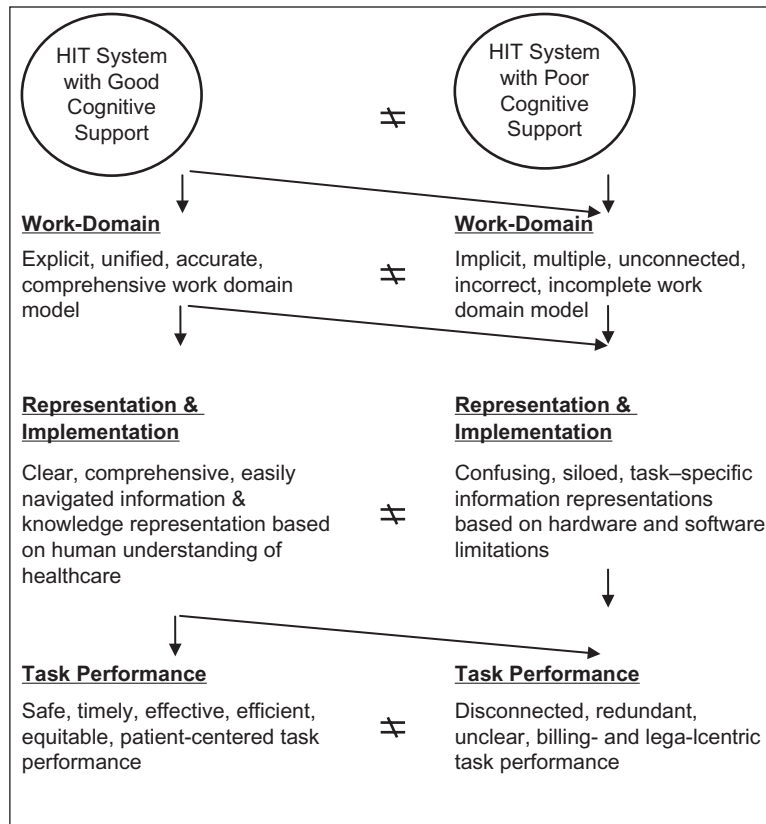 HIT System
with Good
Cognitive
Support
≠
HIT System
with Poor
Cognitive
Support
Work-Domain
Explicit, unified, accurate,
comprehensive work domain
model
≠
Work-Domain
Implicit, multiple, unconnected,
incorrect, incomplete work
domain model
Representation &
Implementation
Clear, comprehensive, easily
navigated information &
knowledge representation based
on human understanding of
healthcare
≠
Representation &
Implementation
Confusing, siloed, task–specific
information representations
based on hardware and software
limitations
Task Performance
Safe, timely, effective, efficient,
equitable, patient-centered task
performance
≠
Task Performance
Disconnected, redundant,
unclear, billing- and lega-lcentric
task performance